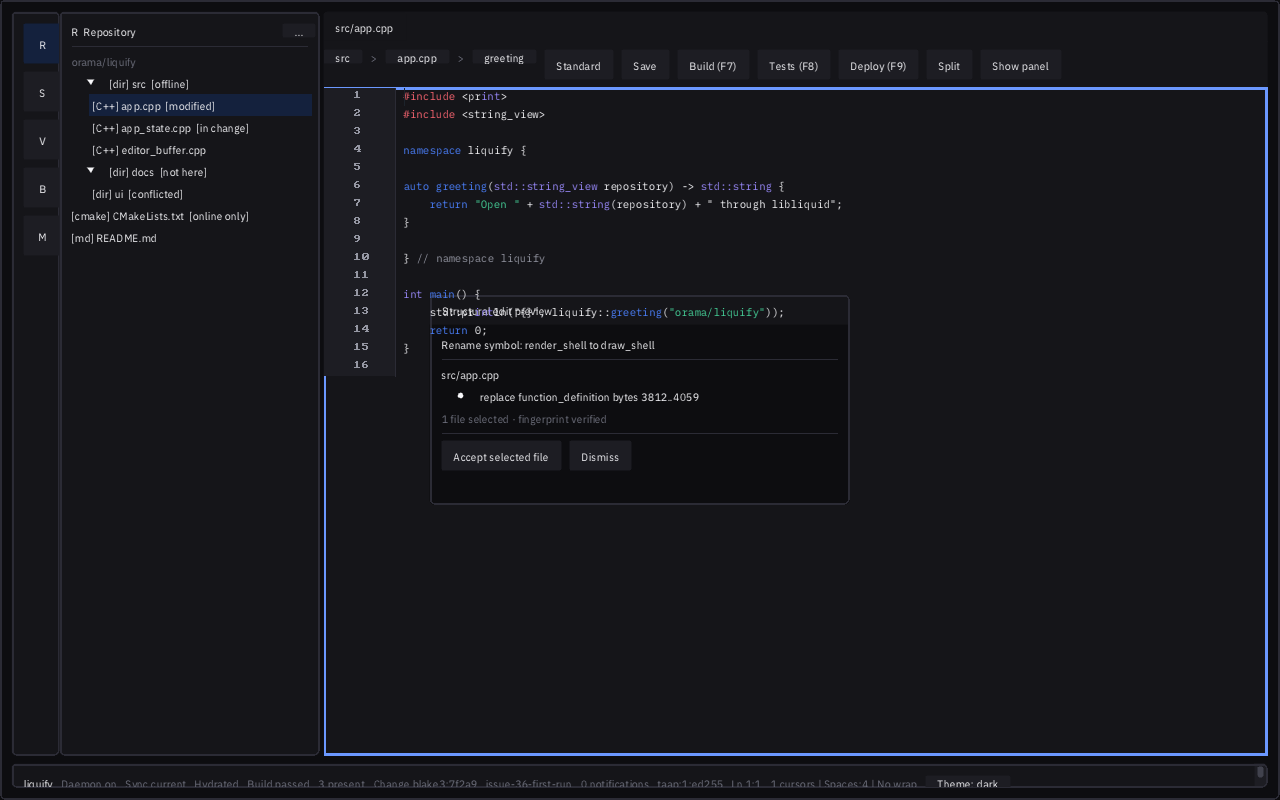 src/app.cpp
R Repository ...
src > app.cpp > greeting Standard Save Build (F7) Tests (F8) Deploy (F9) Split Show panel
R
S
V
B
M
orama/liquify
[dir] src [offline]
[C++] app.cpp [modified]
[C++] app_state.cpp [in change]
[C++] editor_buffer.cpp
[dir] docs [not here]
[dir] ui [conflicted]
[cmake] CMakeLists.txt [online only]
[md] README.md
1 #include <print>
2 #include <string_view>
3
4 namespace liquify {
5
6 auto greeting(std::string_view repository) -> std::string {
7 return "Open " + std::string(repository) + " through libliquid";
8 }
9
10 } // namespace liquify
11
12 int main() {
13 liquify::greeting("orama/liquify"));
14 return 0;
15 }
16
Structural edit preview
Rename symbol: render_shell to draw_shell
src/app.cpp
replace function_definition bytes 3812..4059
1 file selected · fingerprint verified
Accept selected file Dismiss
liquify Daemon on Sync current Hydrated Build passed 3 present Change blake3:7f2a9 issue-36-first-run 0 notifications taap:1:ed255 Ln 1:1 1 cursors | Spaces:4 | No wrap Theme: dark